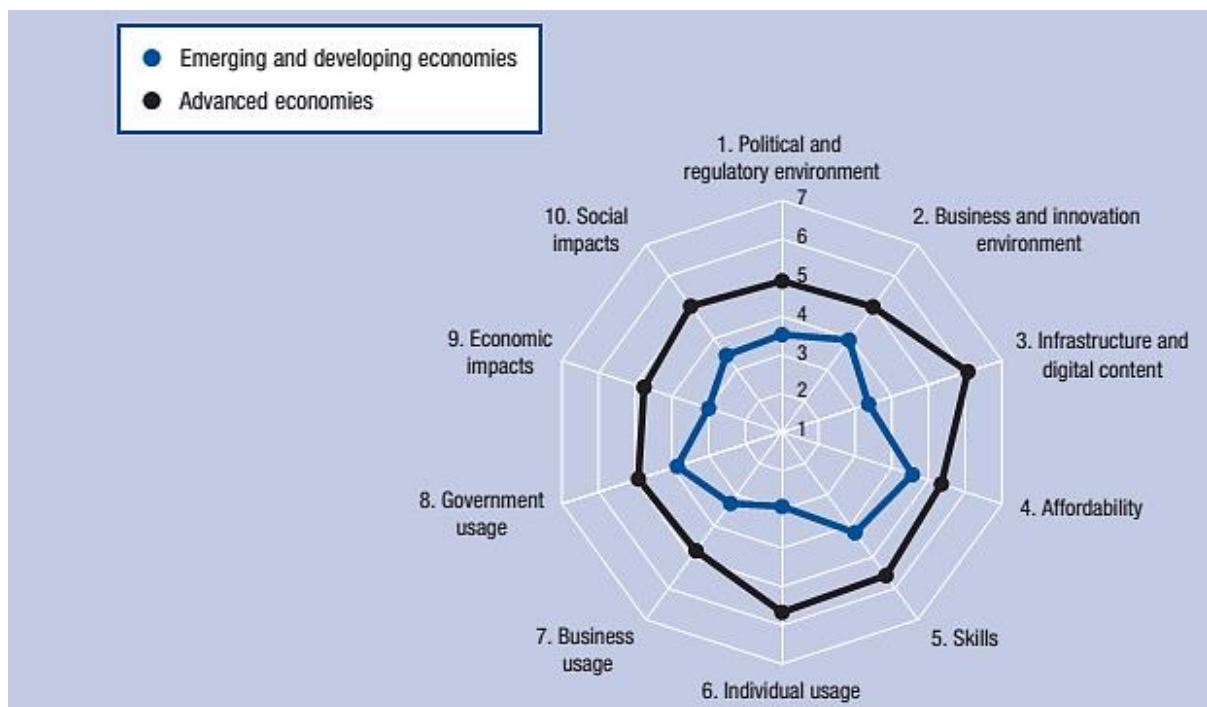 Emerging and developing economies
Advanced economies
1. Political and
regulatory environment
7
6
5
4
3
2
1
2. Business and innovation
environment
3. Infrastructure and
digital content
4. Affordability
5. Skills
6. Individual usage
7. Business
usage
8. Government
usage
9. Economic
impacts
10. Social
impacts